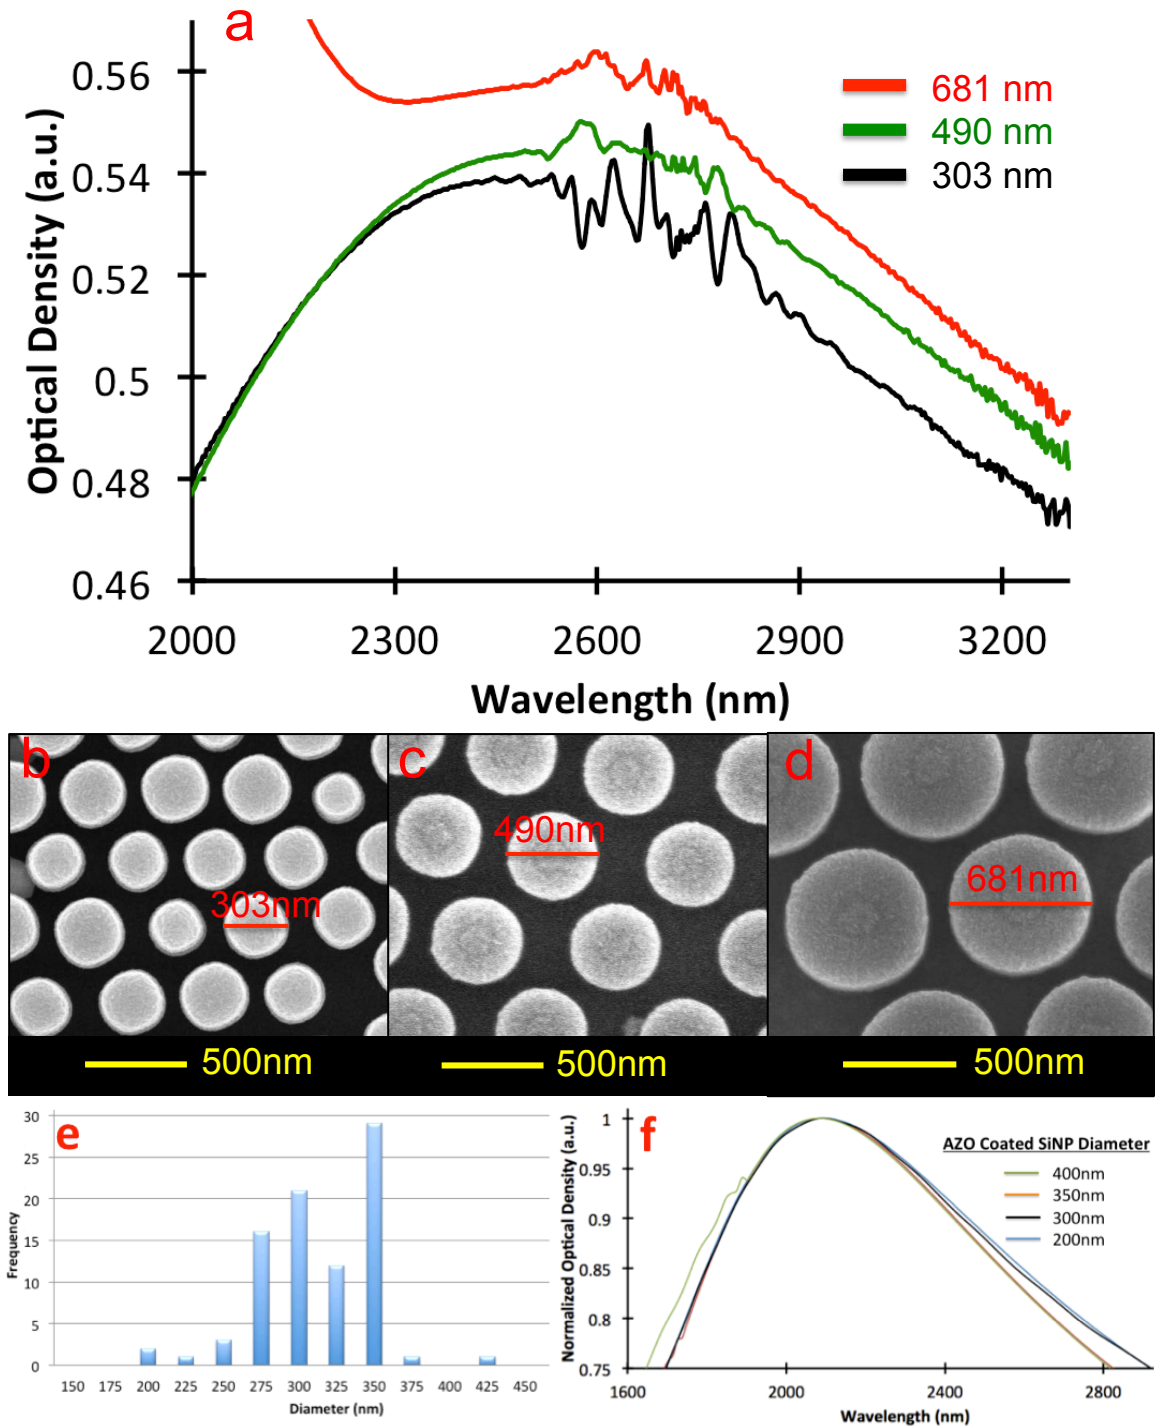 a
0.56
0.54
0.52
0.5
0.48
0.46
Optical Density (a.u.)
681 nm
490 nm
303 nm
2000 2300 2600 2900 3200
Wavelength (nm)
b
303nm
500nm
c
490nm
500nm
d
681nm
500nm
e
30
25
20
15
10
5
0
Frequency
150 175 200 225 250 275 300 325 350 375 400 425 450
Diameter (nm)
f
1
0.95
0.9
0.85
0.8
0.75
Normalized Optical Density (a.u.)
AZO Coated SiNP Diameter
400nm
350nm
300nm
200nm
1600 2000 2400 2800
Wavelength (nm)